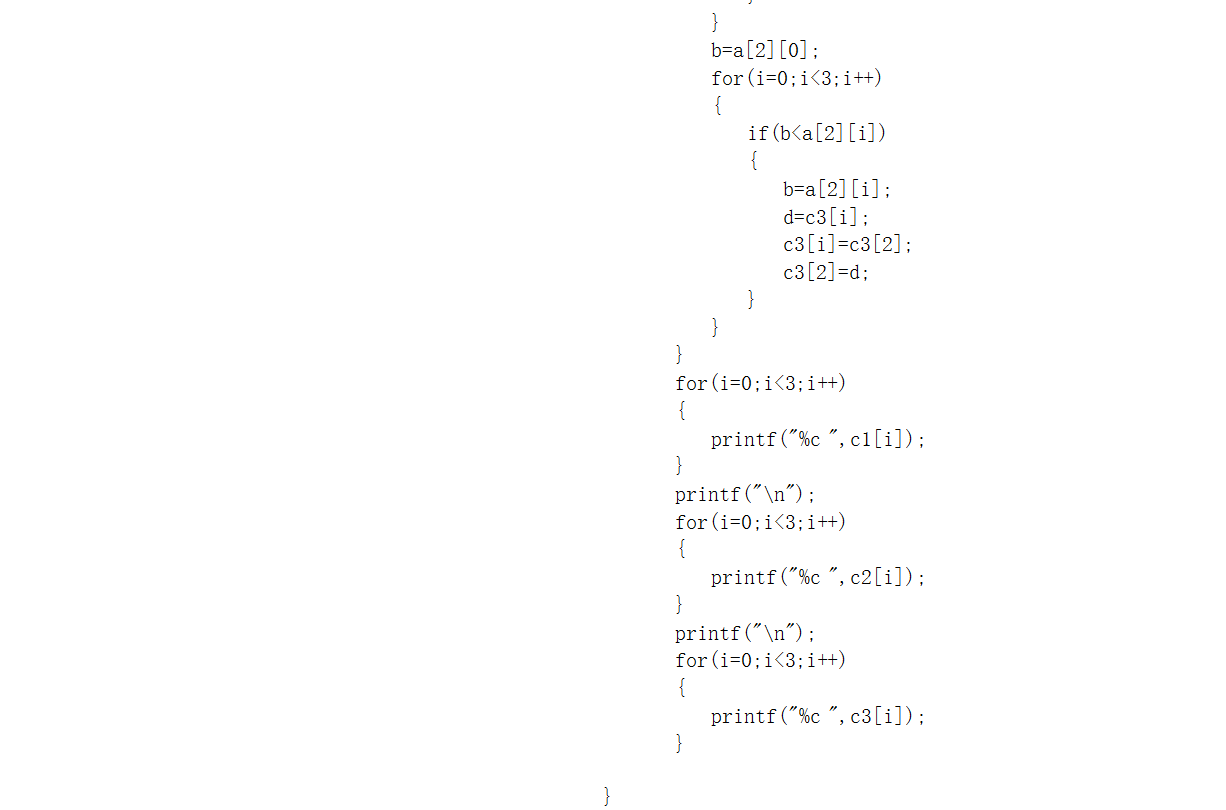 }
b=a[2][0];
for(i=0;i<3;i++)
{
if(b<a[2][i])
{
b=a[2][i];
d=c3[i];
c3[i]=c3[2];
c3[2]=d;
}
}
}
for(i=0;i<3;i++)
{
printf("%c ",c1[i]);
}
printf("\n");
for(i=0;i<3;i++)
{
printf("%c ",c2[i]);
}
printf("\n");
for(i=0;i<3;i++)
{
printf("%c ",c3[i]);
}
}